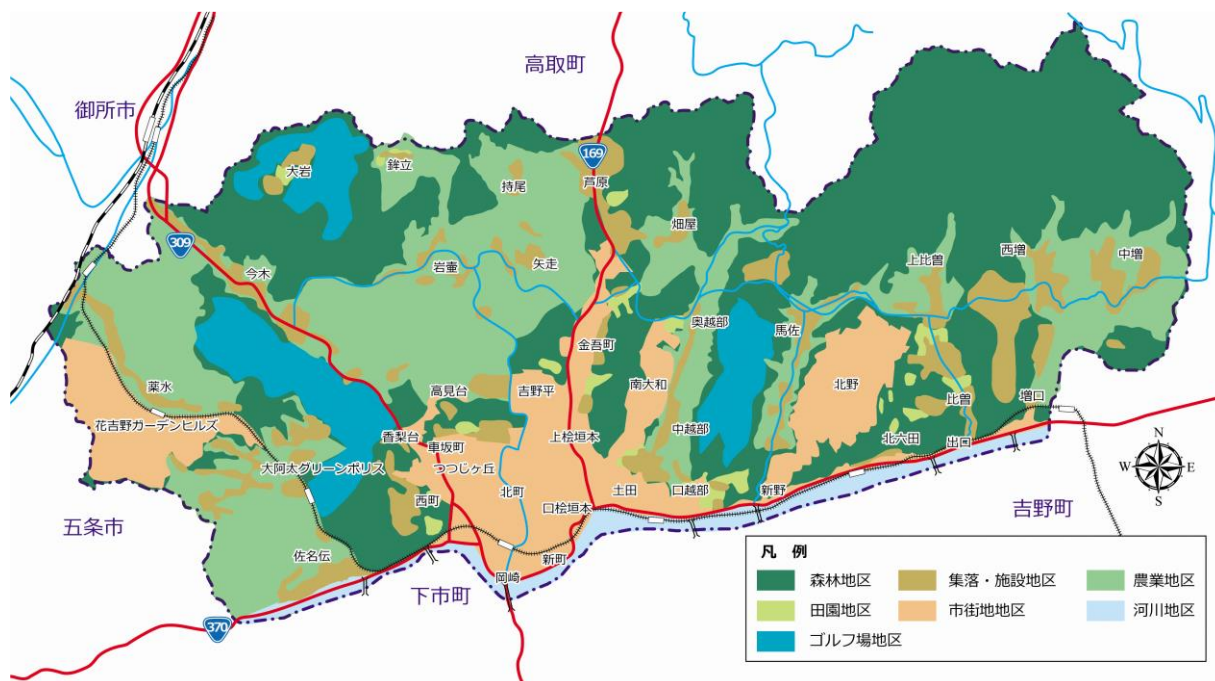 高取町
御所市
169
大岩
鉾立
持尾
芦原
畑屋
309
今木
岩壷
矢走
上比曽
西増
中増
奥越部
馬佐
金吾町
薬水
高見台
吉野平
南大和
北野
比曽
増口
花吉野ガーデンヒルズ
香梨台
車坂町
上桧垣本
中越部
北六田
出口
大阿太グリーンポリス
つつじヶ丘
西町
北町
土田
口越部
新野
口桧垣本
N
W
E
S
五条市
佐名伝
新町
岡崎
下市町
吉野町
370
凡 例
森林地区
集落・施設地区
農業地区
田園地区
市街地地区
河川地区
ゴルフ場地区